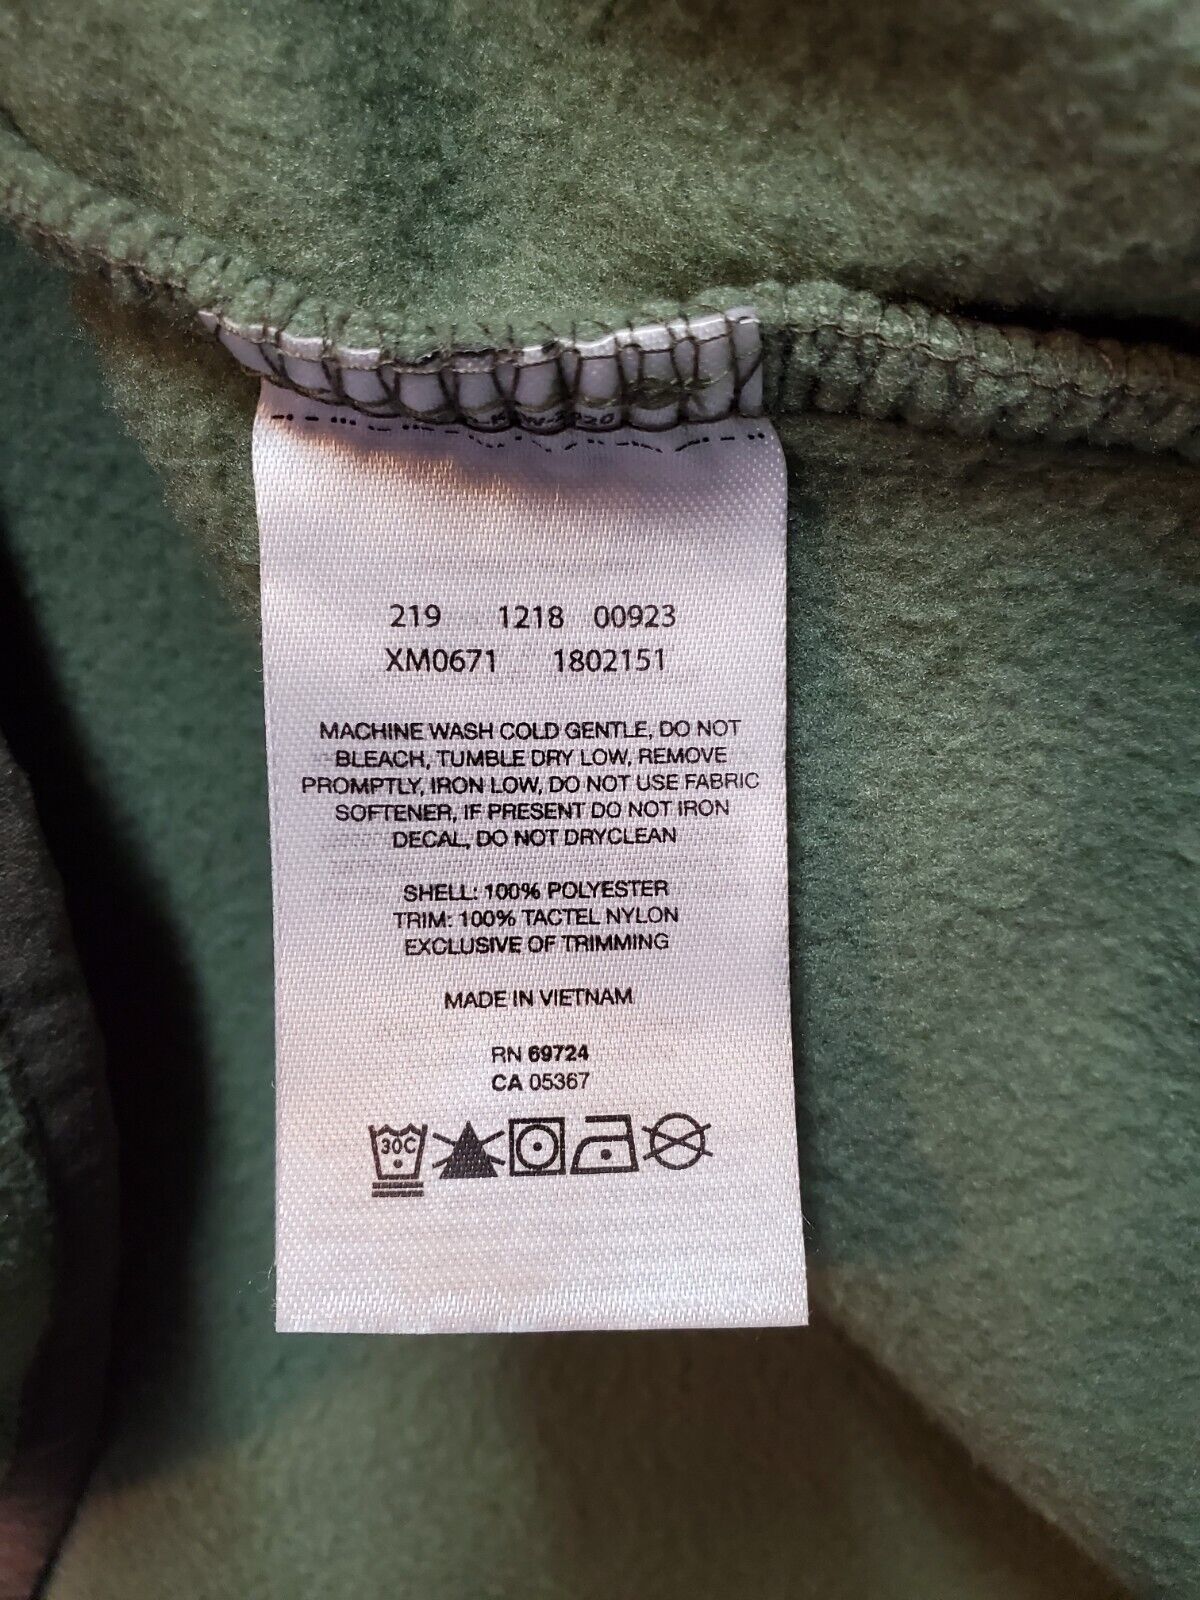 219 1218 00923
XM0671 1802151
MACHINE WASH COLD GENTLE, DO NOT
BLEACH, TUMBLE DRY LOW, REMOVE
PROMPTLY, IRON LOW, DO NOT USE FABRIC
SOFTENER, IF PRESENT DO NOT IRON
DECAL, DO NOT DRYCLEAN
SHELL: 100% POLYESTER
TRIM: 100% TACTEL NYLON
EXCLUSIVE OF TRIMMING
MADE IN VIETNAM
RN 69724
CA 05367
30C